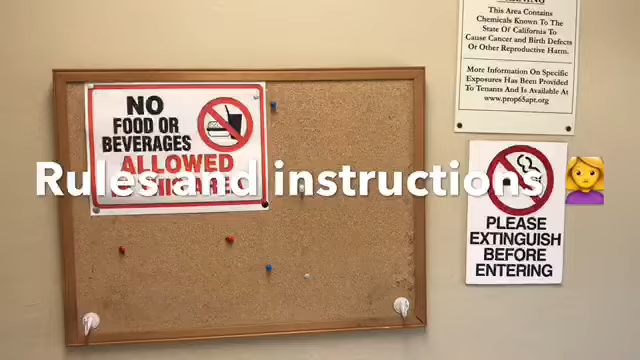 NO
FOOD OR
BEVERAGES
ALLOWED
Rules and instructions
This Area Contains
Chemicals Known To The
State Of California To
Cause Cancer and Birth Defects
Or Other Reproductive Harm.
More Information On Specific
Exposures Has Been Provided
To Tenants And Is Available At
www.prop65apt.org
PLEASE
EXTINGUISH
BEFORE
ENTERING